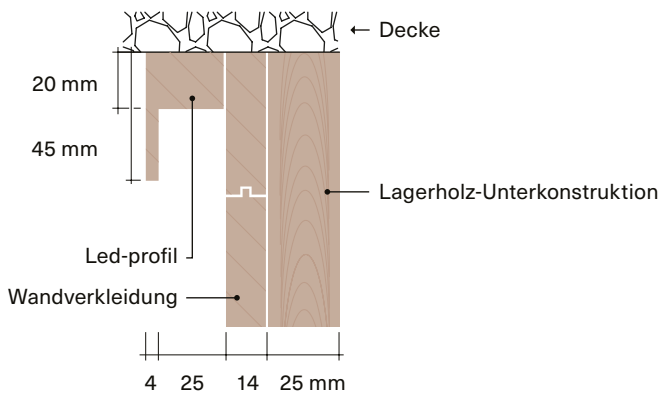 Decke
20 mm
45 mm
Lagerholz-Unterkonstruktion
Led-profil
Wandverkleidung
4 25 14 25 mm